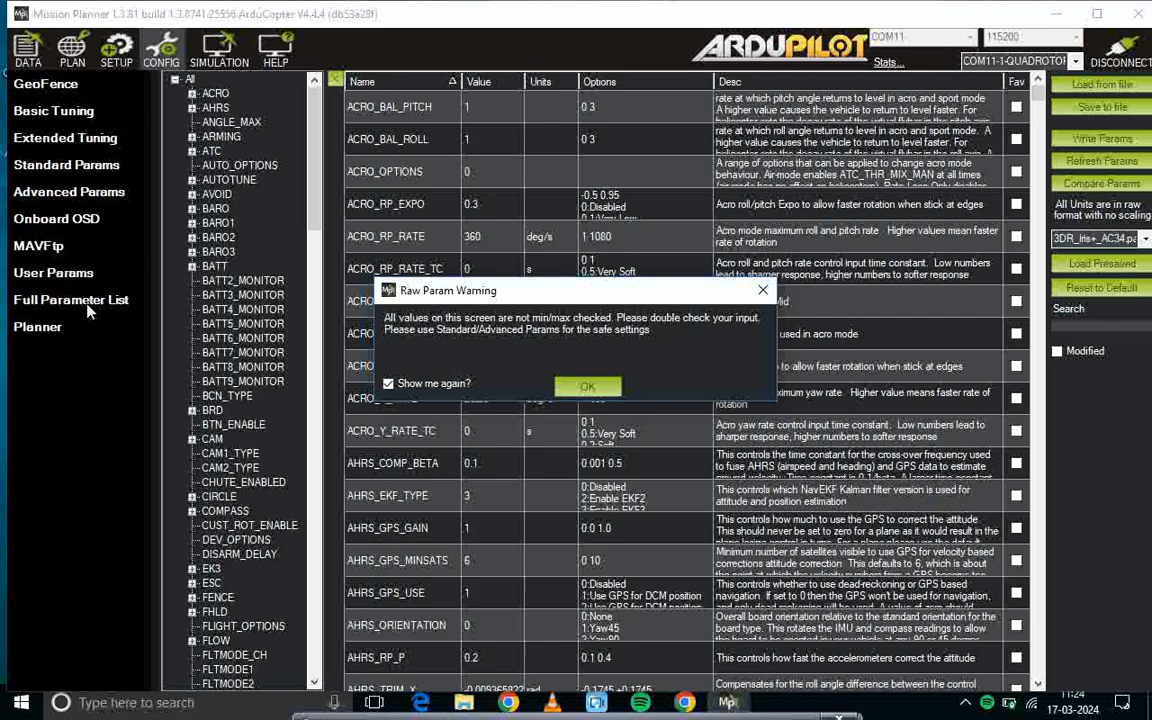 Mission Planner 1.3.81 build 1.3.8741.25556 ArduCopter V4.4.4 (db53a28f)
DATA
PLAN
SETUP
CONFIG
SIMULATION
HELP
ARDUPILOT
COM11
115200
Stats...
COM11-1-QUADROTOR
DISCONNECT
GeoFence
Basic Tuning
Extended Tuning
Standard Params
Advanced Params
Onboard OSD
MAVFtp
User Params
Full Parameter List
Planner
All
ACRO
AHRS
ANGLE_MAX
ARMING
ATC
AUTO_OPTIONS
AUTOTUNE
AVOID
BARO
BARO1
BARO2
BARO3
BATT
BATT2_MONITOR
BATT3_MONITOR
BATT4_MONITOR
BATT5_MONITOR
BATT6_MONITOR
BATT7_MONITOR
BATT8_MONITOR
BATT9_MONITOR
BCN_TYPE
BRD
BTN_ENABLE
CAM
CAM1_TYPE
CAM2_TYPE
CHUTE_ENABLED
CIRCLE
COMPASS
CUST_ROT_ENABLE
DEV_OPTIONS
DISARM_DELAY
EK3
ESC
FENCE
FHLD
FLIGHT_OPTIONS
FLOW
FLTMODE_CH
FLTMODE1
FLTMODE2
Name Value Units Options Desc Fav
ACRO_BAL_PITCH 1 0 3 rate at which pitch angle returns to level in acro and sport mode
A higher value causes the vehicle to return to level faster. For
ACRO_BAL_ROLL 1 0 3 rate at which roll angle returns to level in acro and sport mode. A
higher value causes the vehicle to return to level faster. For
ACRO_OPTIONS 0 A range of options that can be applied to change acro mode
behaviour. Air-mode enables ATC_THR_MIX_MAN at all times
ACRO_RP_EXPO 0.3 -0.5 0.95
0:Disabled
Acro roll/pitch Expo to allow faster rotation when stick at edges
ACRO_RP_RATE 360 deg/s 1 1080 Acro mode maximum roll and pitch rate Higher values mean faster
rate of rotation
ACRO_RP_RATE_TC 0 s 0 1
0.5:Very Soft
Acro roll and pitch rate control input time constant. Low numbers
lead to sharper response, higher numbers to softer response
used in acro mode
to allow faster rotation when stick at edges
maximum yaw rate. Higher value means faster rate of
rotation
ACRO_Y_RATE_TC 0 s 0 1
0.5:Very Soft
Acro yaw rate control input time constant. Low numbers lead to
sharper response, higher numbers to softer response
AHRS_COMP_BETA 0.1 0.001 0.5 This controls the time constant for the cross-over frequency used
to fuse AHRS (airspeed and heading) and GPS data to estimate
AHRS_EKF_TYPE 3 0:Disabled
2:Enable EKF2
This controls which NavEKF Kalman filter version is used for
attitude and position estimation
AHRS_GPS_GAIN 1 0.0 1.0 This controls how much to use the GPS to correct the attitude.
This should never be set to zero for a plane as it would result in the
AHRS_GPS_MINSATS 6 0 10 Minimum number of satellites visible to use GPS for velocity based
corrections attitude correction This defaults to 6, which is about
AHRS_GPS_USE 1 0:Disabled
1:Use GPS for DCM position
This controls whether to use dead-reckoning or GPS based
navigation. If set to 0 then the GPS won't be used for navigation,
AHRS_ORIENTATION 0 0:None
1:Yaw45
2:Yaw90
Overall board orientation relative to the standard orientation for the
board type. This rotates the IMU and compass readings to allow
AHRS_RP_P 0.2 0.1 0.4 This controls how fast the accelerometers correct the attitude
AHRS_TRIM_X rad -0.1745 +0.1745 Compensates for the roll angle difference between the control
Raw Param Warning
All values on this screen are not min/max checked. Please double check your input.
Please use Standard/Advanced Params for the safe settings
Show me again?
OK
Load from file
Save to file
Write Params
Refresh Params
Compare Params
All Units are in raw
format with no scaling
3DR_Iris+_AC34.pa
Load Presaved
Reset to Default
Search
Modified
Type here to search
11:24
17-03-2024